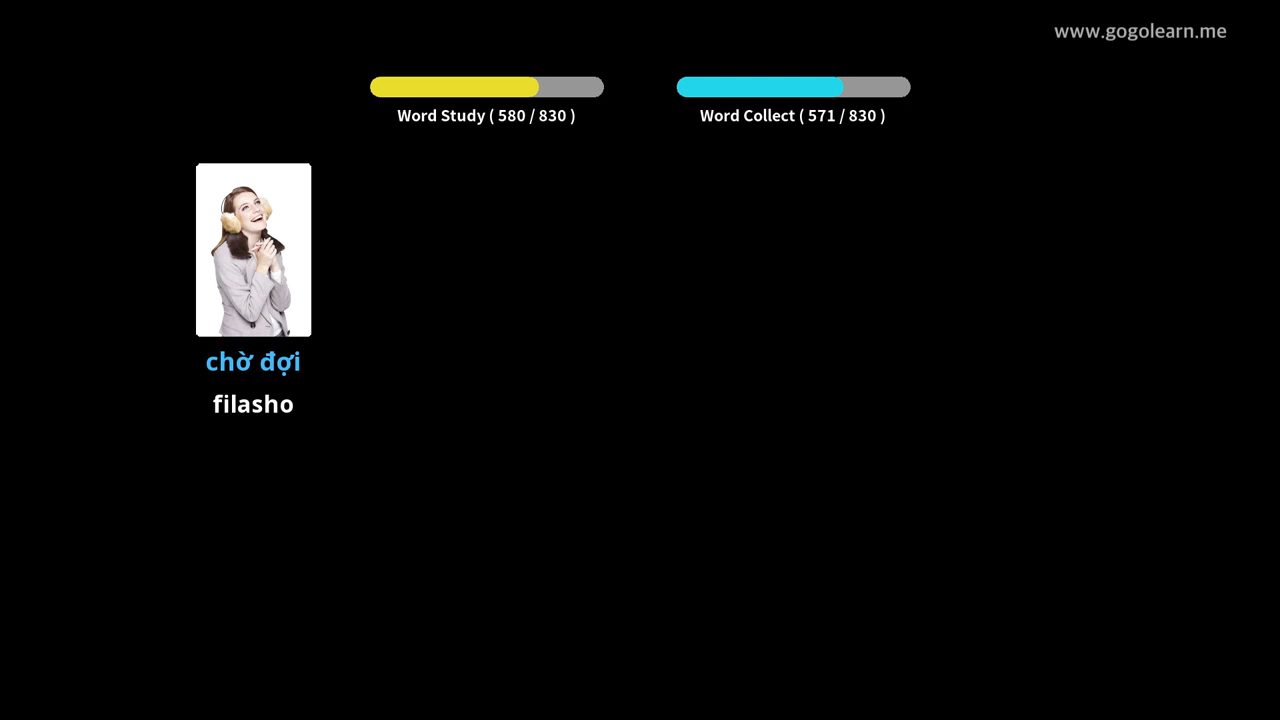 www.gogolearn.me
Word Study ( 580 / 830 )
Word Collect ( 571 / 830 )
chờ đợi
filasho